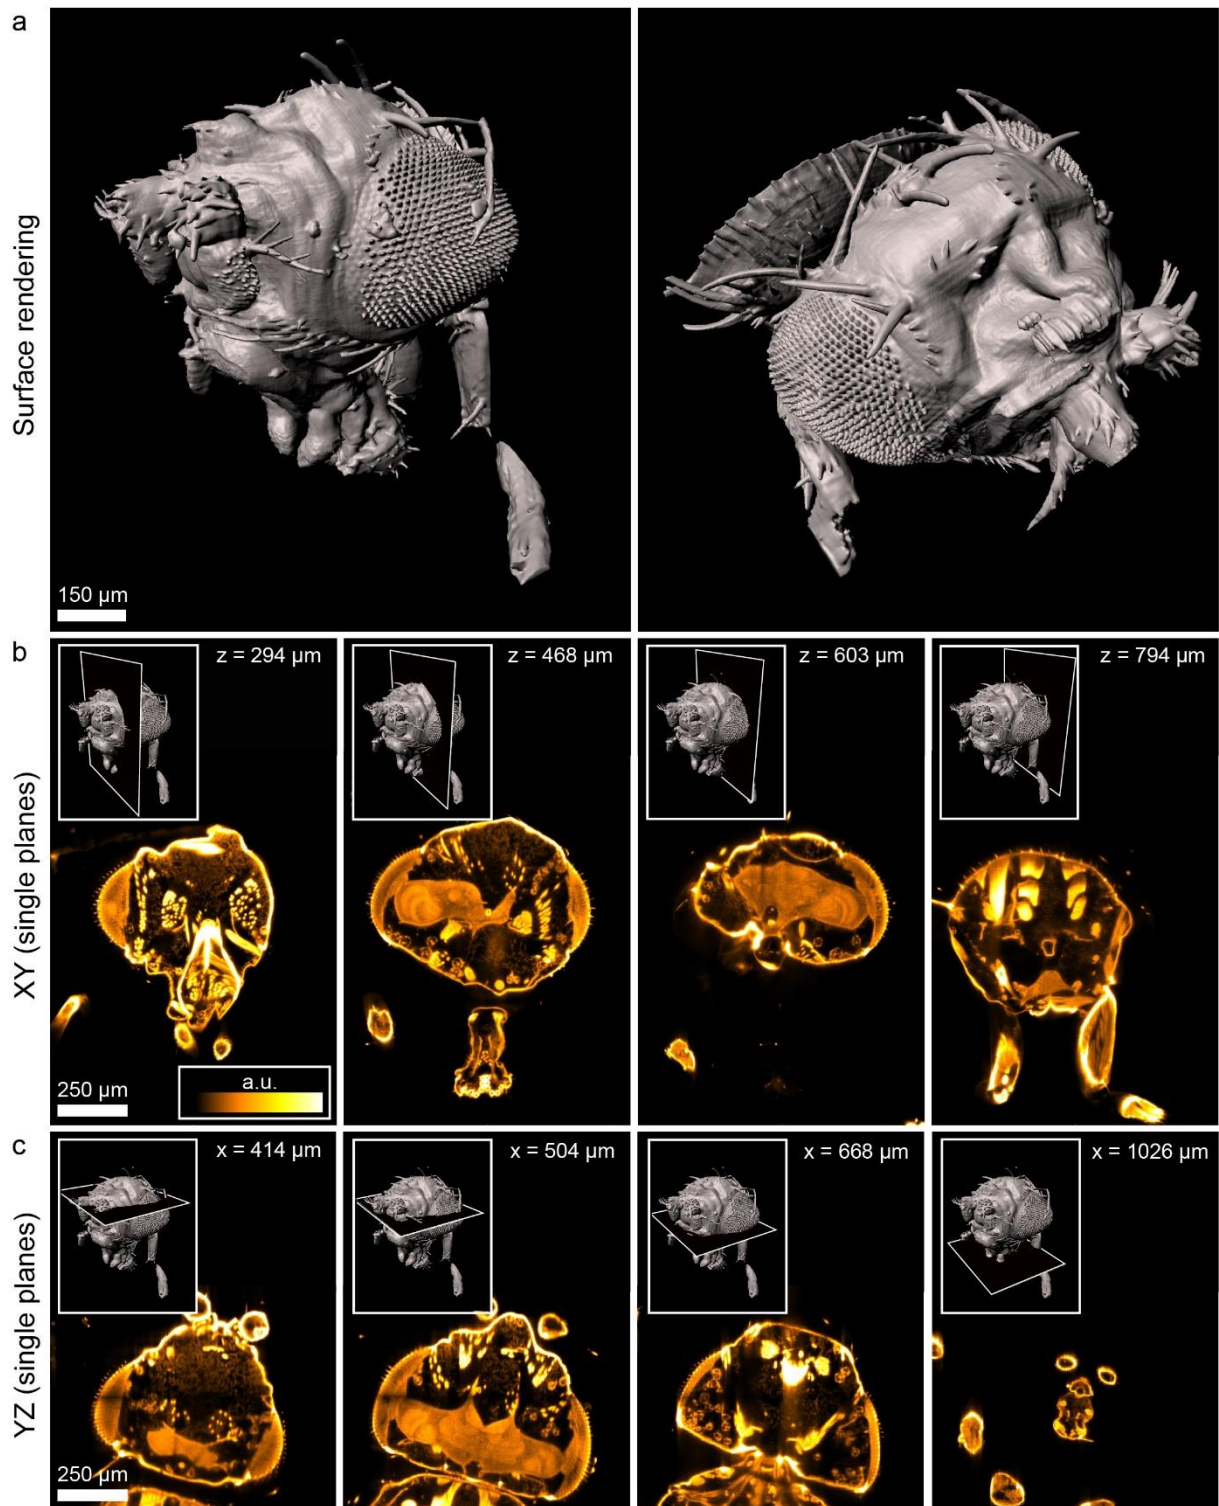 a
Surface rendering
150 µm
b
XY (single planes)
z = 294 µm
z = 468 µm
z = 603 µm
z = 794 µm
a.u.
250 µm
c
YZ (single planes)
x = 414 µm
x = 504 µm
x = 668 µm
x = 1026 µm
250 µm